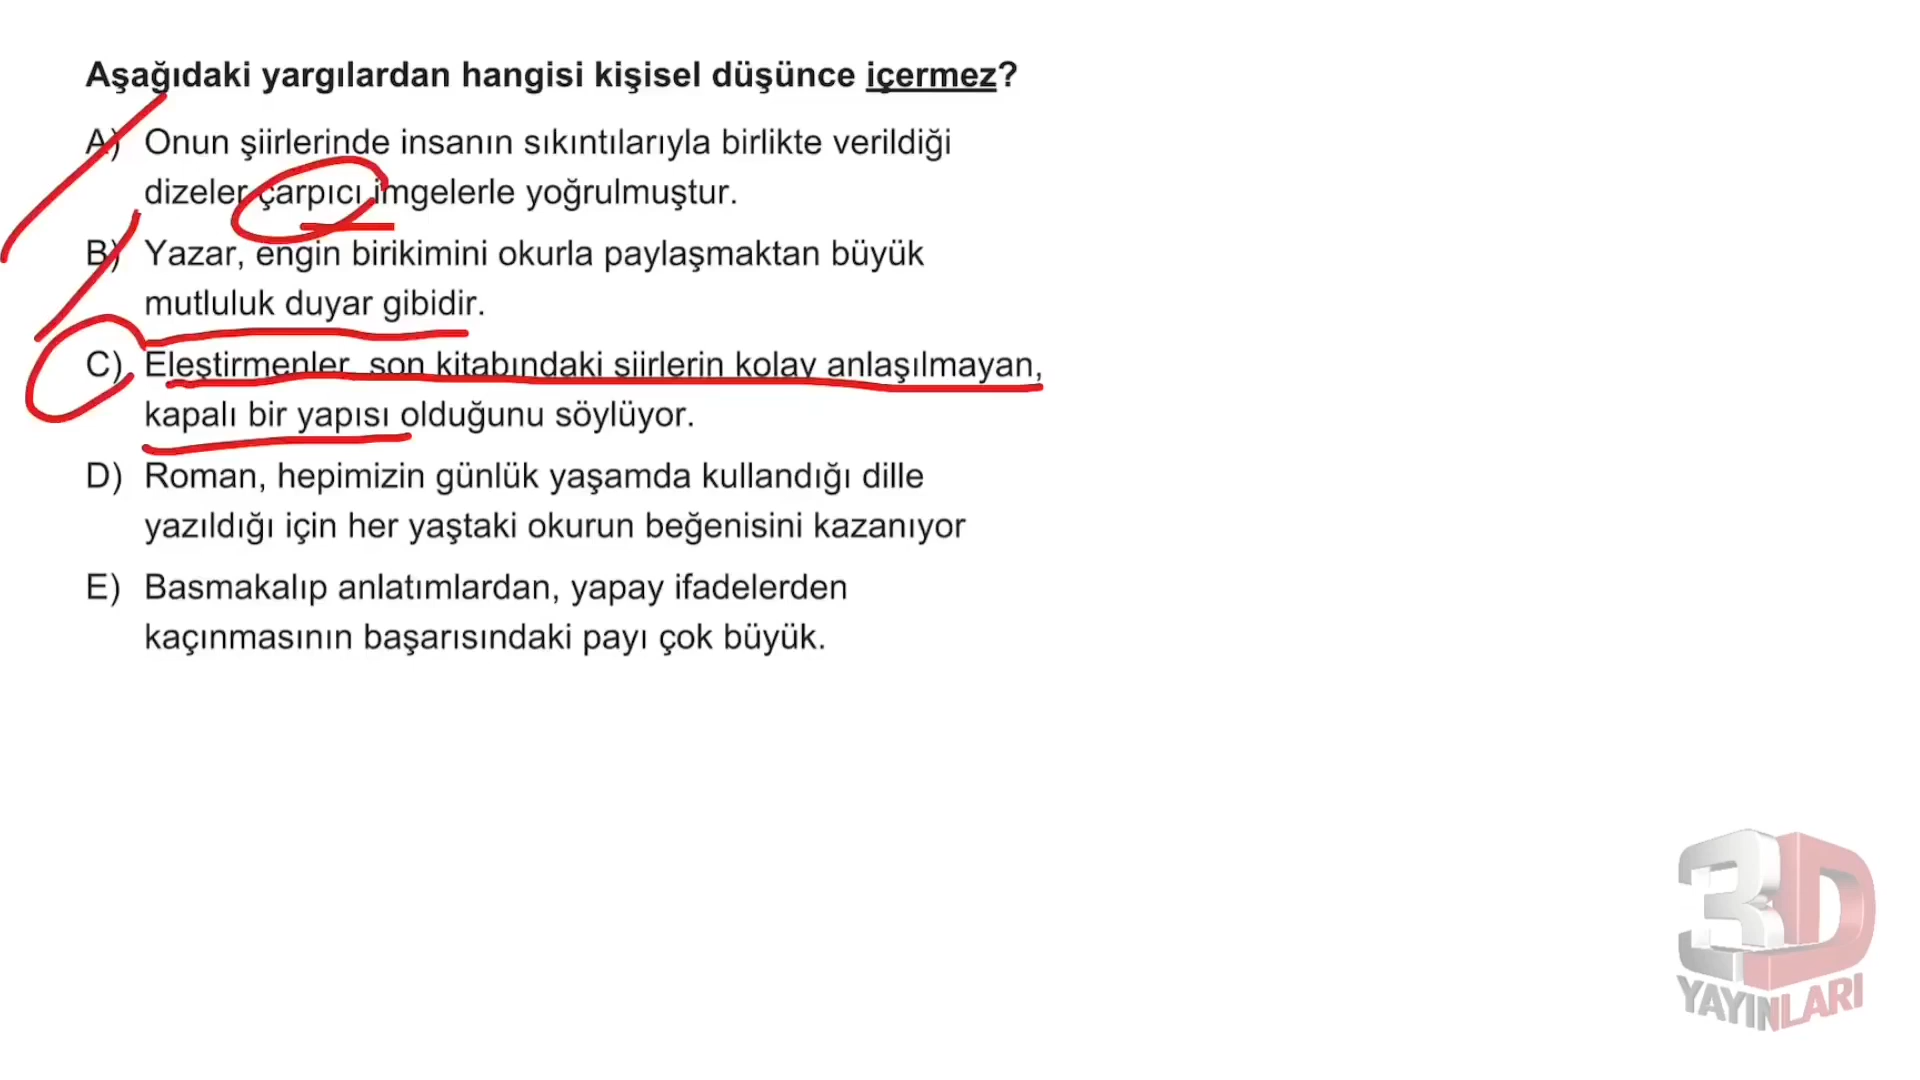 Aşağıdaki yargılardan hangisi kişisel düşünce içermez?
A) Onun şiirlerinde insanın sıkıntılarıyla birlikte verildiği
dizeler çarpıcı imgelerle yoğrulmuştur.
B) Yazar, engin birikimini okurla paylaşmaktan büyük
mutluluk duyar gibidir.
C) Eleştirmenler, son kitabındaki şiirlerin kolay anlaşılmayan,
kapalı bir yapısı olduğunu söylüyor.
D) Roman, hepimizin günlük yaşamda kullandığı dille
yazıldığı için her yaştaki okurun beğenisini kazanıyor
E) Basmakalıp anlatımlardan, yapay ifadelerden
kaçınmasının başarısındaki payı çok büyük.
3D
YAYINLARI